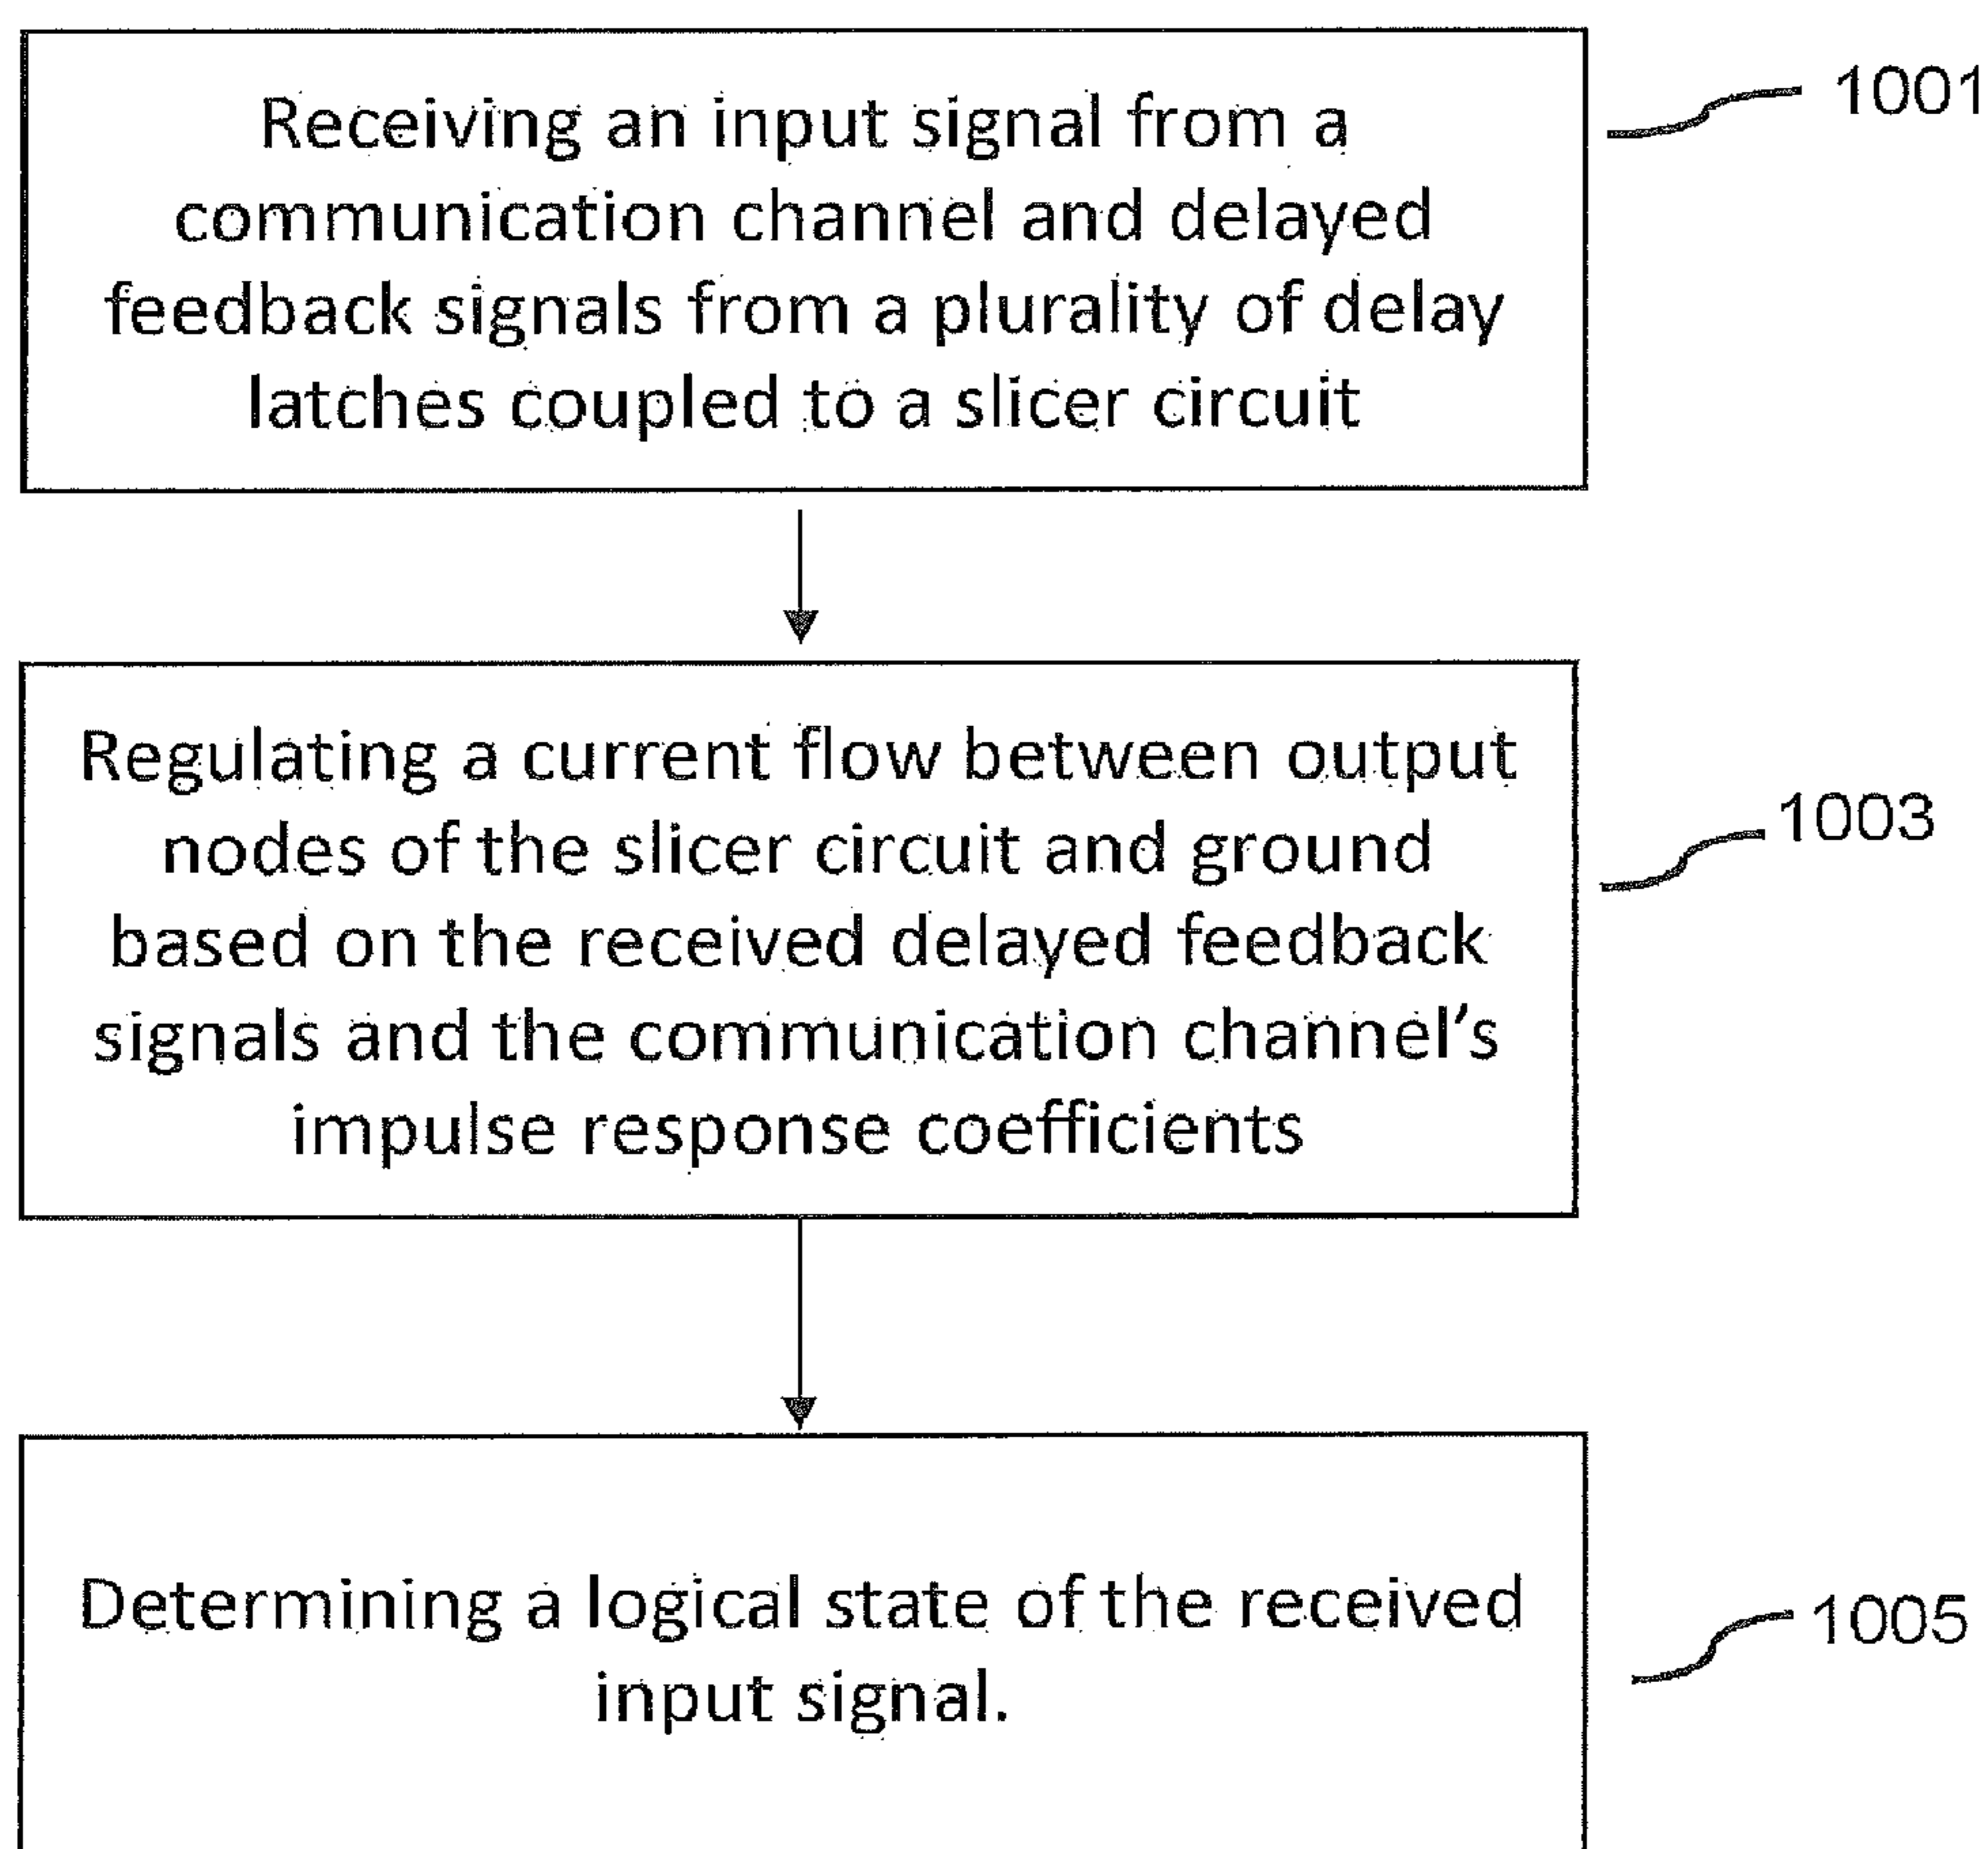 Receiving an input signal from a
communication channel and delayed
feedback signals from a plurality of delay
latches coupled to a slicer circuit
1001
Regulating a current flow between output
nodes of the slicer circuit and ground
based on the received delayed feedback
signals and the communication channel's
impulse response coefficients
1003
Determining a logical state of the received
input signal.
1005